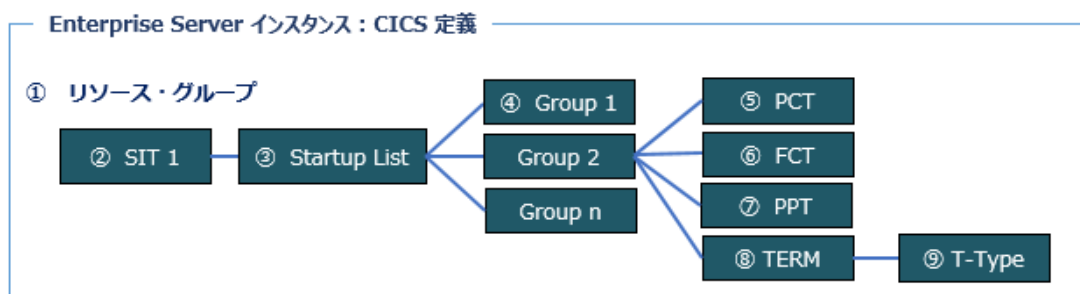 Enterprise Server インスタンス：CICS 定義
① リソース・グループ
② SIT 1
③ Startup List
④ Group 1
Group 2
Group n
⑤ PCT
⑥ FCT
⑦ PPT
⑧ TERM
⑨ T-Type